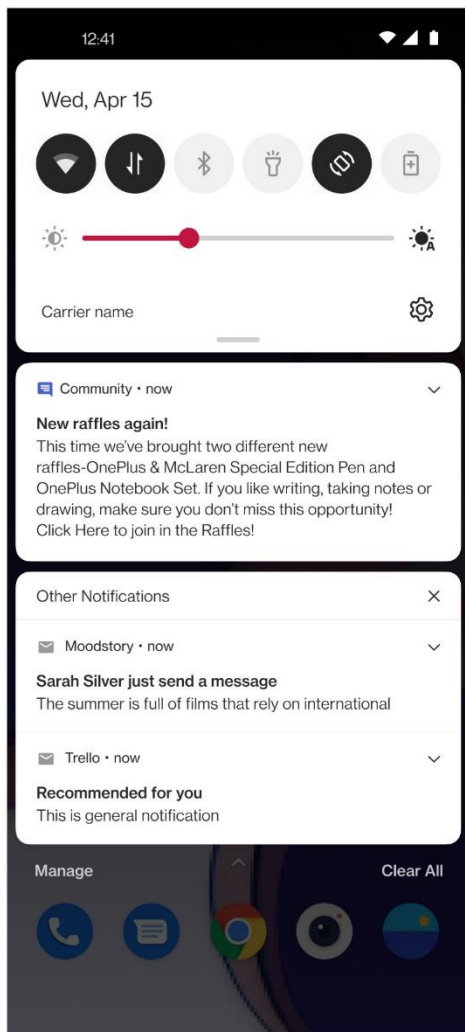 12:41
Wed, Apr 15
A
Carrier name
Community • now
New raffles again!
This time we've brought two different new
raffles-OnePlus & McLaren Special Edition Pen and
OnePlus Notebook Set. If you like writing, taking notes or
drawing, make sure you don't miss this opportunity!
Click Here to join in the Raffles!
Other Notifications
Moodstory • now
Sarah Silver just send a message
The summer is full of films that rely on international
Trello • now
Recommended for you
This is general notification
Manage
Clear All